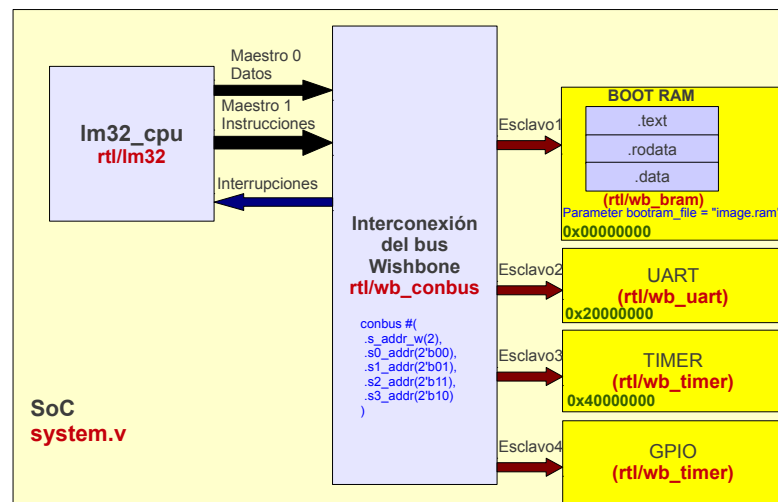 Maestro 0
Datos
Maestro 1
Instrucciones
lm32_cpu
rtl/lm32
Interrupciones
Interconexión
del bus
Wishbone
rtl/wb_conbus
conbus #(
.s_addr_w(2),
.s0_addr(2'b00),
.s1_addr(2'b01),
.s2_addr(2'b11),
.s3_addr(2'b10)
)
Esclavo1
BOOT RAM
.text
.rodata
.data
(rtl/wb_bram)
Parameter bootram_file = "image.ram"
0x00000000
Esclavo2
UART
(rtl/wb_uart)
0x20000000
Esclavo3
TIMER
(rtl/wb_timer)
0x40000000
Esclavo4
GPIO
(rtl/wb_timer)
SoC
system.v